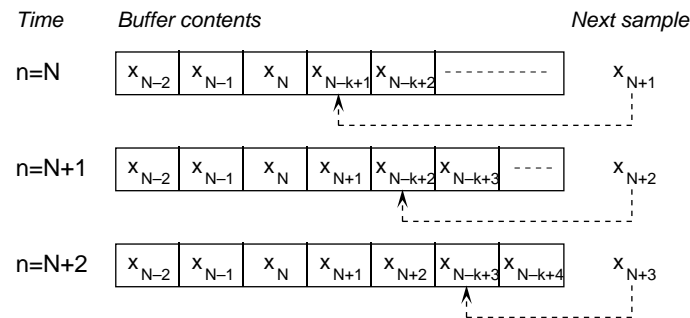 Time Buffer contents Next sample
n=N x_{N–2} x_{N–1} x_N x_{N–k+1} x_{N–k+2} x_{N+1}
n=N+1 x_{N–2} x_{N–1} x_N x_{N+1} x_{N–k+2} x_{N–k+3} x_{N+2}
n=N+2 x_{N–2} x_{N–1} x_N x_{N+1} x_{N+2} x_{N–k+3} x_{N–k+4} x_{N+3}